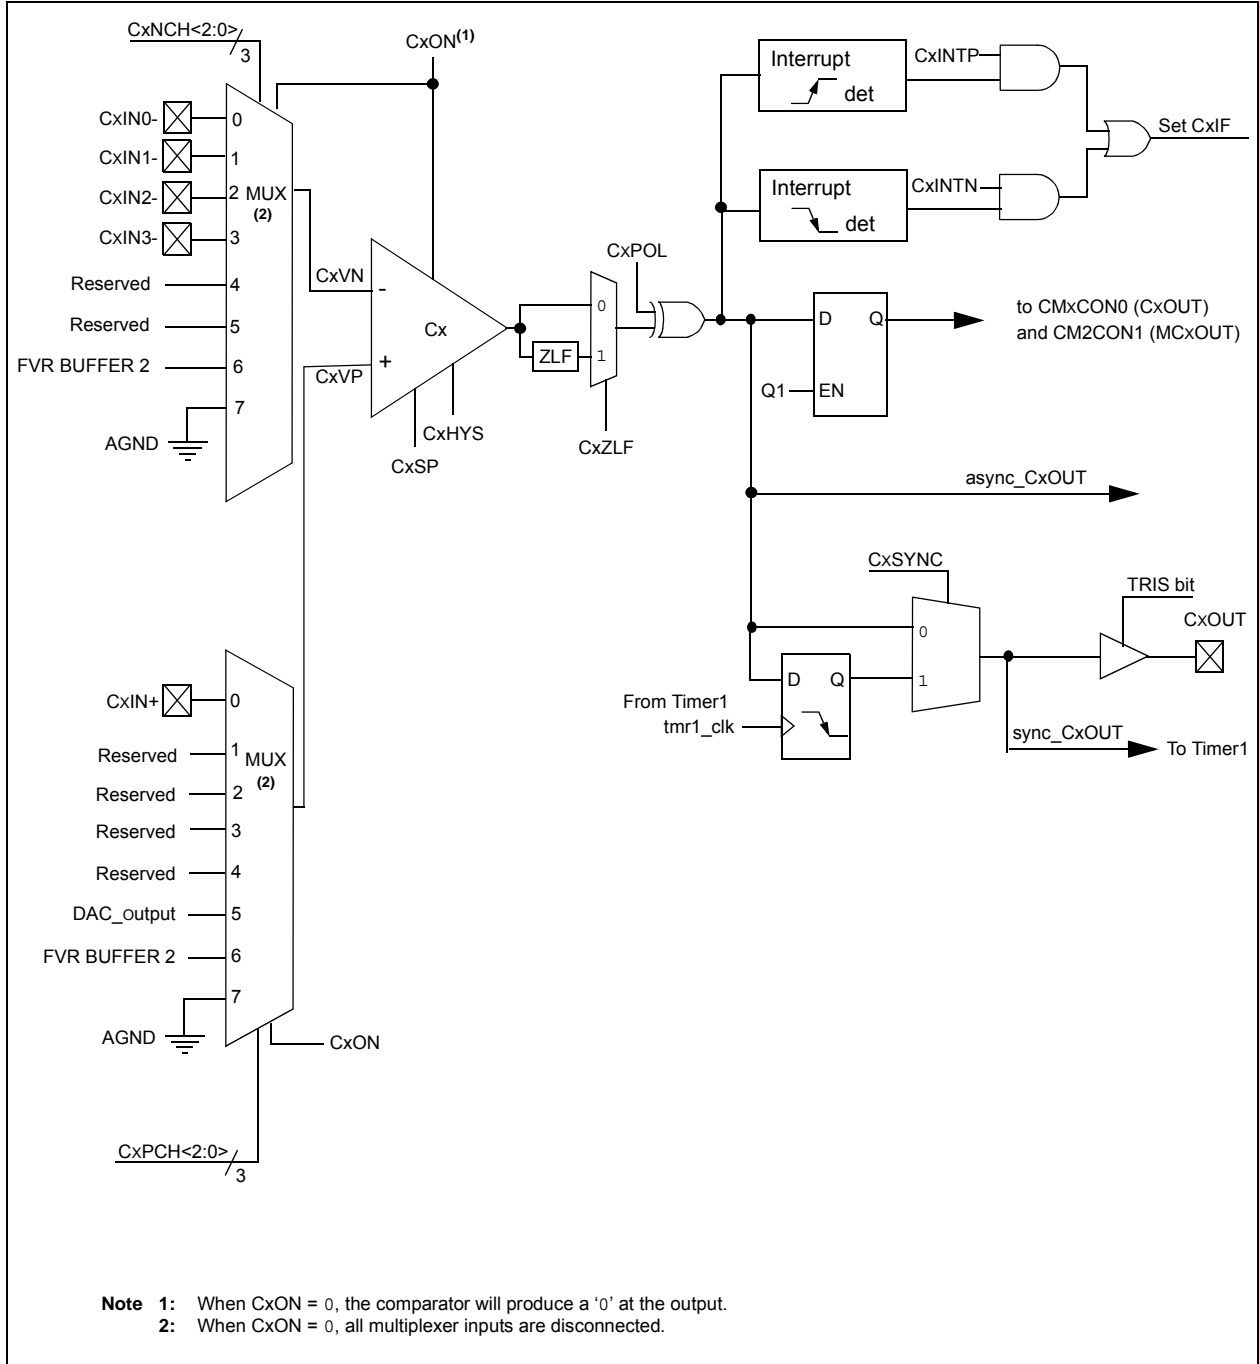 CxNCH<2:0>
3
CxON(1)
CxIN0-
0
CxIN1-
1
CxIN2-
2
MUX
(2)
CxIN3-
3
Reserved
4
Reserved
5
FVR BUFFER 2
6
7
AGND
CxVN
-
Cx
+
CxVP
CxHYS
CxSP
0
ZLF
1
CxZLF
CxPOL
Interrupt
det
CxINTP
Interrupt
det
CxINTN
Set CxIF
D
Q
Q1
EN
to CMxCON0 (CxOUT)
and CM2CON1 (MCxOUT)
async_CxOUT
CxSYNC
0
1
D
Q
From Timer1
tmr1_clk
TRIS bit
CxOUT
sync_CxOUT
To Timer1
CxIN+
0
Reserved
1
MUX
(2)
Reserved
2
Reserved
3
Reserved
4
DAC_output
5
FVR BUFFER 2
6
7
AGND
CxON
CxPCH<2:0>
3
Note 1: When CxON = 0, the comparator will produce a ‘0’ at the output.
2: When CxON = 0, all multiplexer inputs are disconnected.